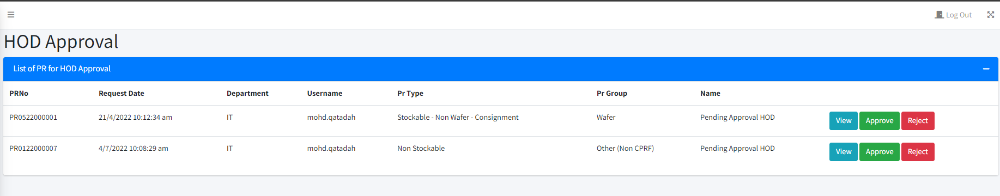 Log Out
HOD Approval
List of PR for HOD Approval
PRNo Request Date Department Username Pr Type Pr Group Name
PR0522000001 21/4/2022 10:12:34 am IT mohd.qatadah Stockable - Non Wafer - Consignment Wafer Pending Approval HOD View Approve Reject
PR0122000007 4/7/2022 10:08:29 am IT mohd.qatadah Non Stockable Other (Non CPRF) Pending Approval HOD View Approve Reject